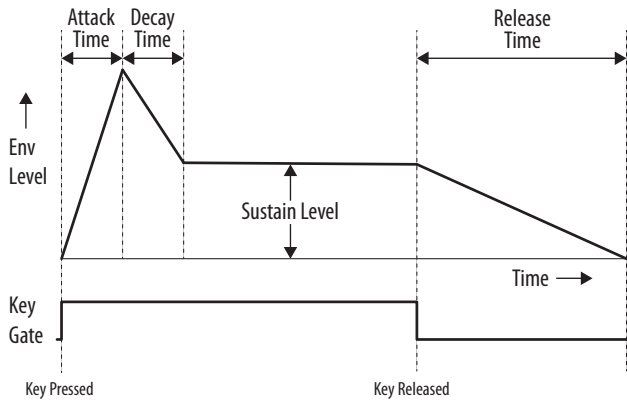 Attack
Time
Decay
Time
Release
Time
Env
Level
Sustain Level
Time
Key
Gate
Key Pressed
Key Released